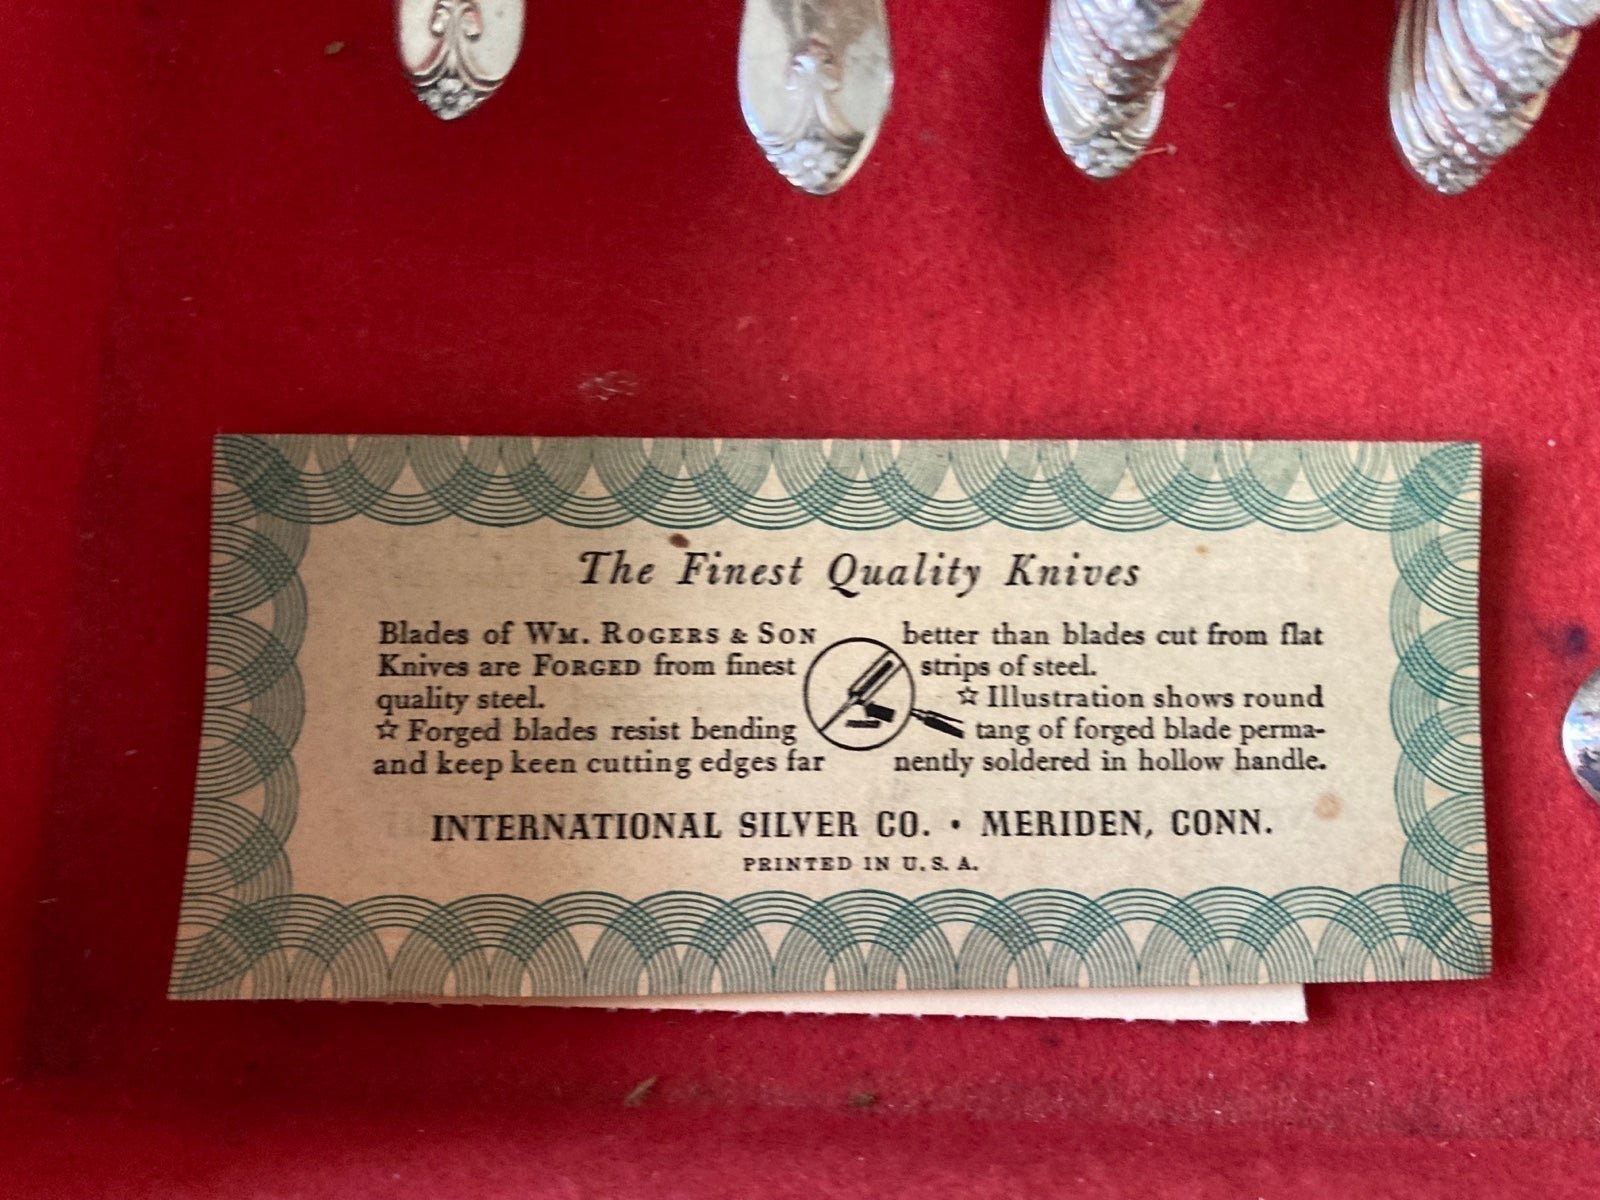 The Finest Quality Knives
Blades of WM. ROGERS & SON
Knives are FORGED from finest
quality steel.
☆ Forged blades resist bending
and keep keen cutting edges far
better than blades cut from flat
strips of steel.
☆ Illustration shows round
tang of forged blade perma-
nently soldered in hollow handle.
INTERNATIONAL SILVER CO. • MERIDEN, CONN.
PRINTED IN U.S.A.